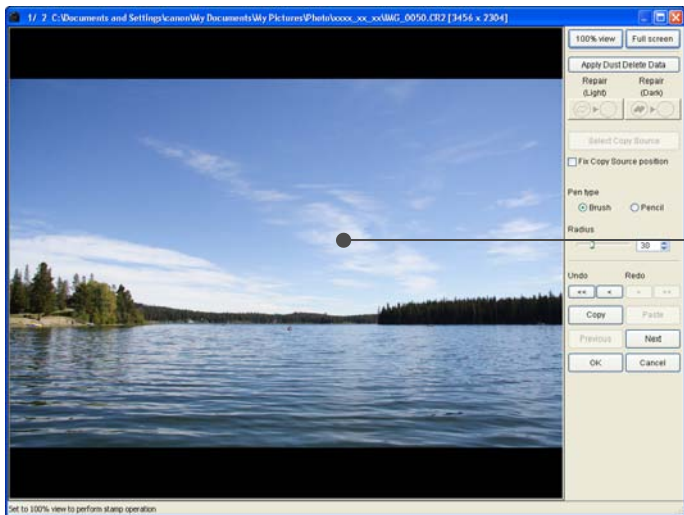 1/ 2 C:\Documents and Settings\canon\My Documents\My Pictures\Photo\xxxx_xx_xx\IMG_0050.CR2 [3456 x 2304]
100% view Full screen
Apply Dust Delete Data
Repair (Light) Repair (Dark)
Select Copy Source
Fix Copy Source position
Pen type
Brush Pencil
Radius
30
Undo Redo
<< < > >>
Copy Paste
Previous Next
OK Cancel
Set to 100% view to perform stamp operation